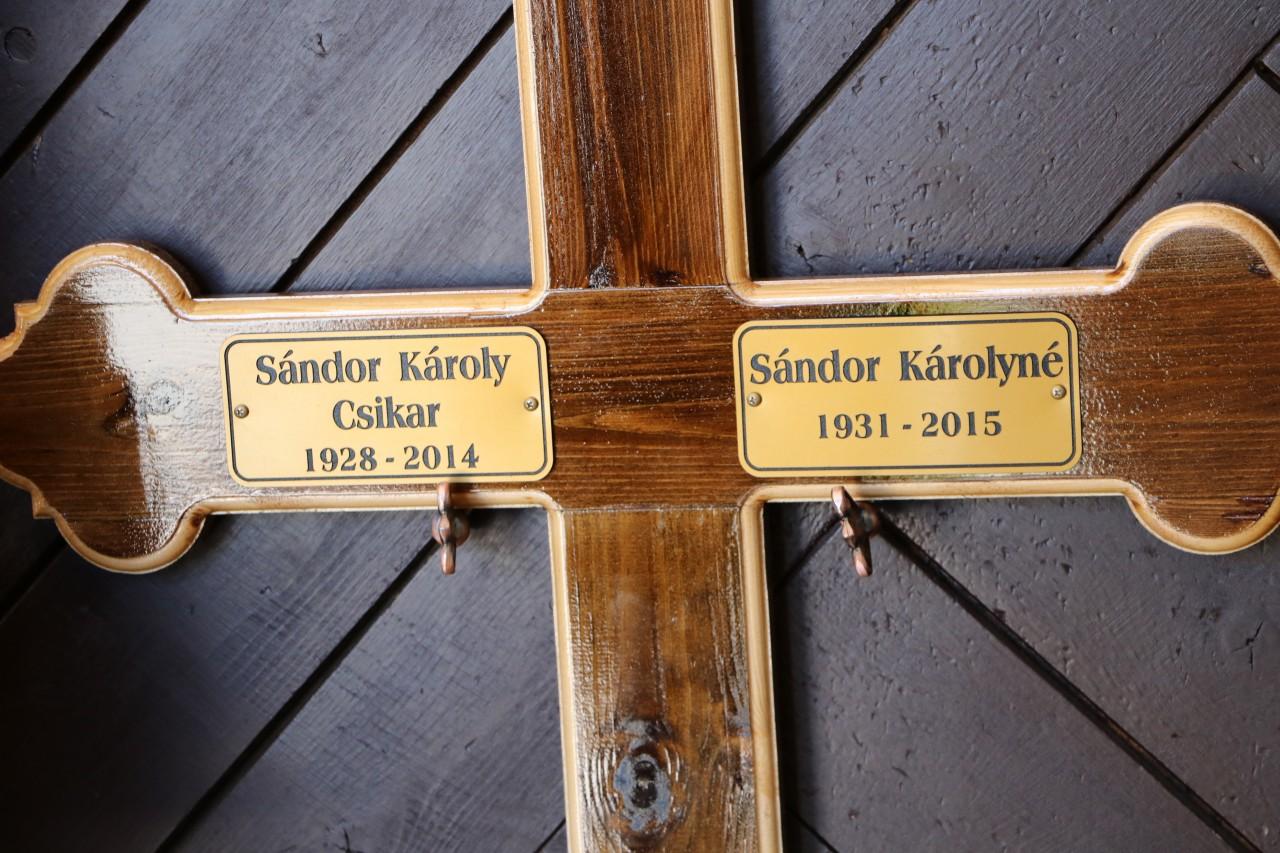 Sándor Károly
Csikar
1928 - 2014
Sándor Károlyné
1931 - 2015